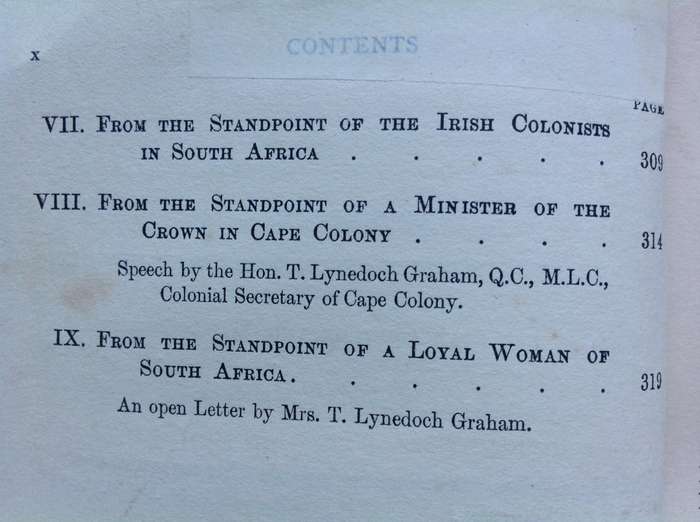 CONTENTS
x
PAGE
VII. FROM THE STANDPOINT OF THE IRISH COLONISTS
IN SOUTH AFRICA . . . . . 309
VIII. FROM THE STANDPOINT OF A MINISTER OF THE
CROWN IN CAPE COLONY . . . . 314
Speech by the Hon. T. Lynedoch Graham, Q.C., M.L.C.,
Colonial Secretary of Cape Colony.
IX. FROM THE STANDPOINT OF A LOYAL WOMAN OF
SOUTH AFRICA. . . . . . 319
An open Letter by Mrs. T. Lynedoch Graham.